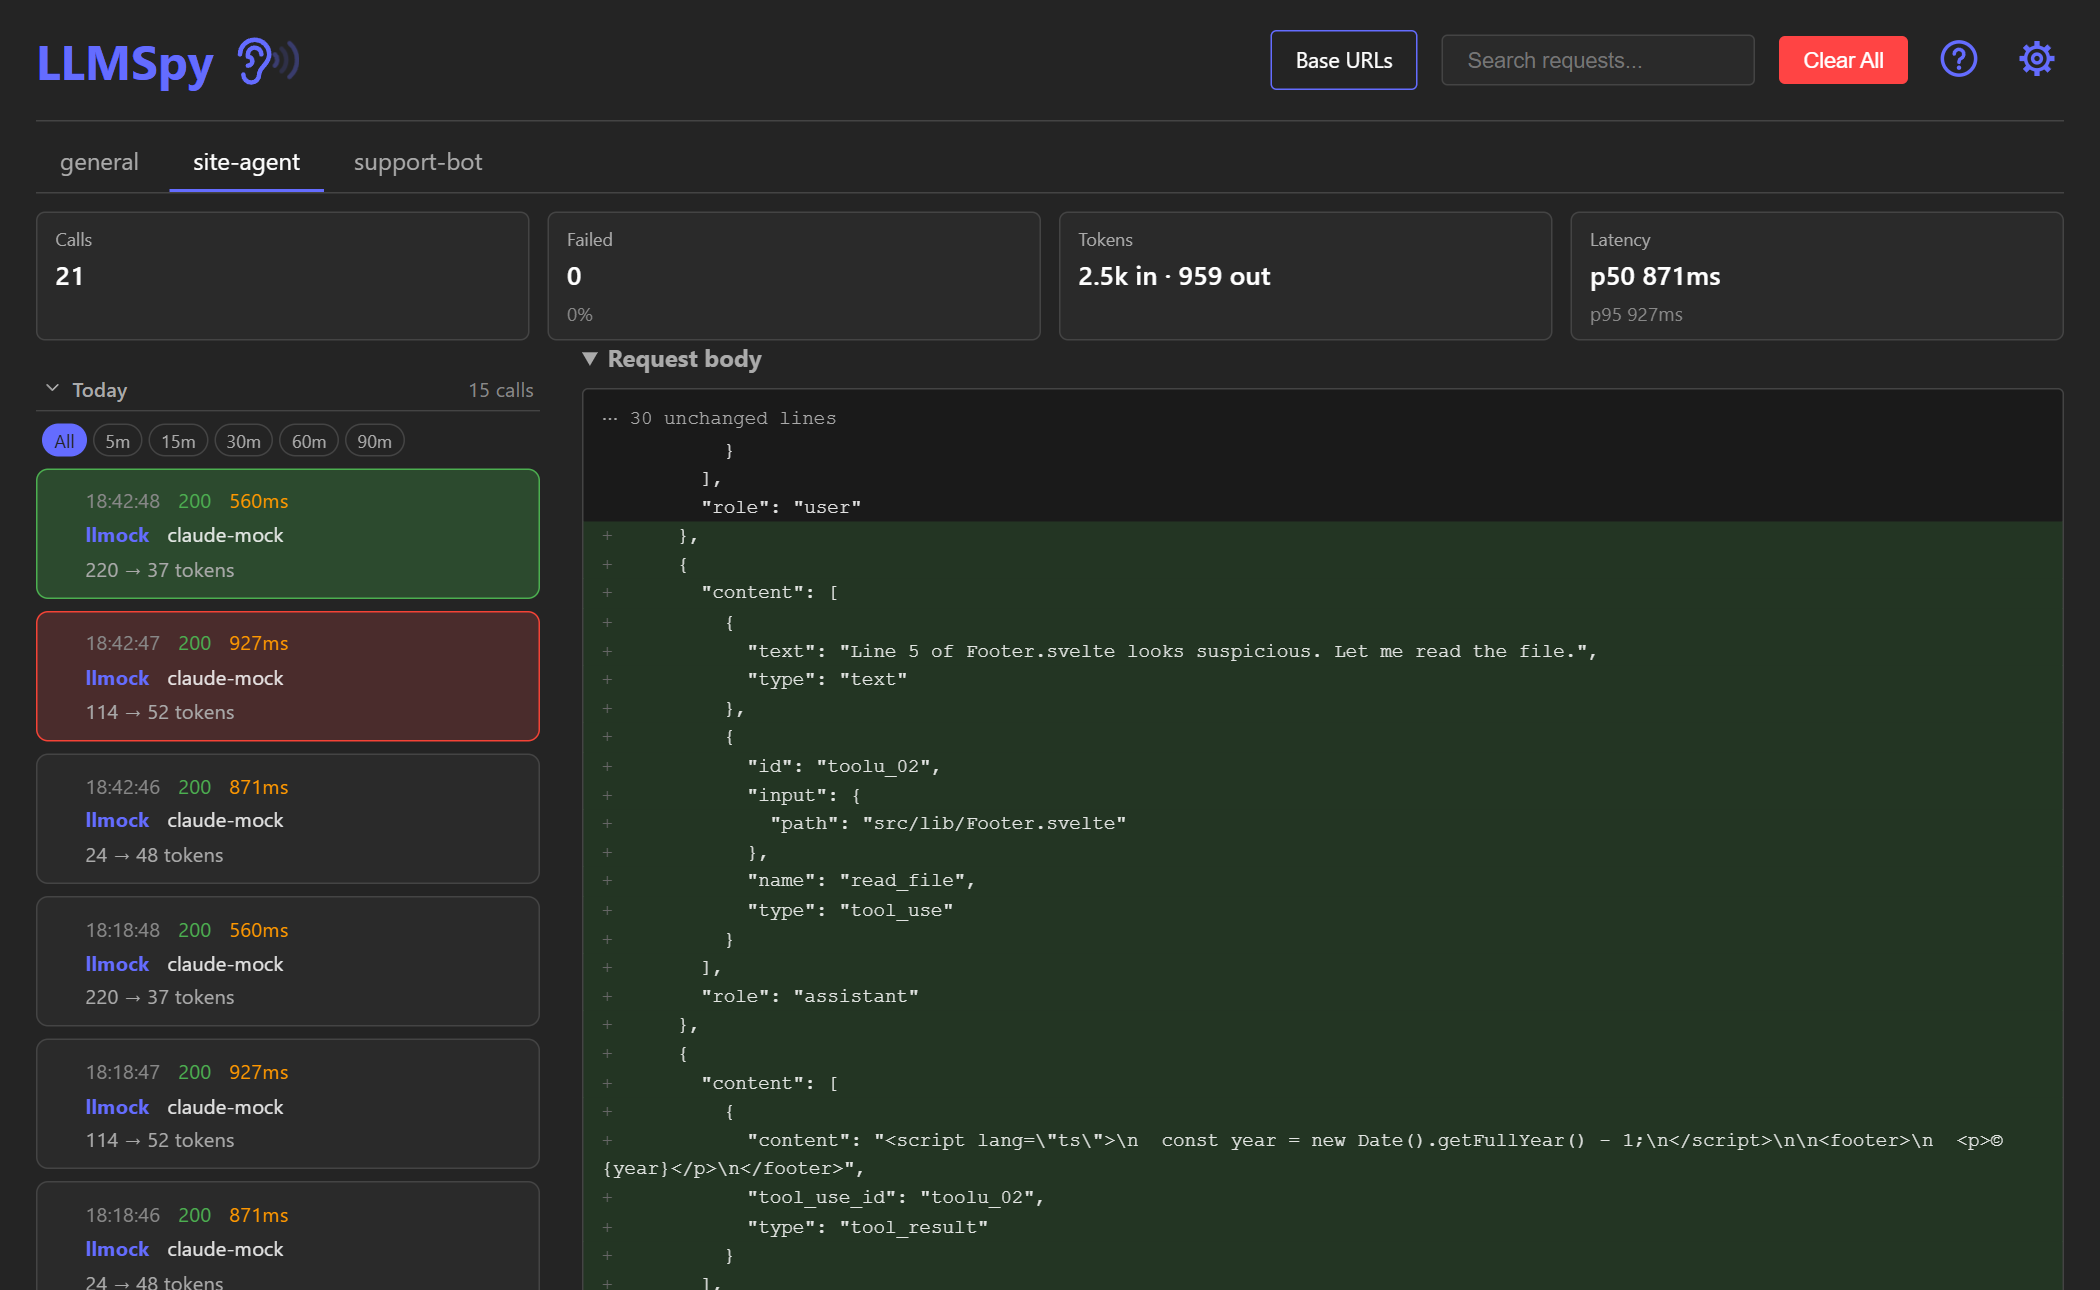 LLMSpy
Base URLs
Search requests...
Clear All
?
general
site-agent
support-bot
Calls
21
Failed
0
0%
Tokens
2.5k in · 959 out
Latency
p50 871ms
p95 927ms
Today
15 calls
All
5m
15m
30m
60m
90m
18:42:48 200 560ms
llmock claude-mock
220 → 37 tokens
18:42:47 200 927ms
llmock claude-mock
114 → 52 tokens
18:42:46 200 871ms
llmock claude-mock
24 → 48 tokens
18:18:48 200 560ms
llmock claude-mock
220 → 37 tokens
18:18:47 200 927ms
llmock claude-mock
114 → 52 tokens
18:18:46 200 871ms
llmock claude-mock
24 → 48 tokens
▼ Request body
… 30 unchanged lines
}
],
"role": "user"
+ },
+ {
+ "content": [
+ {
+ "text": "Line 5 of Footer.svelte looks suspicious. Let me read the file.",
+ "type": "text"
+ },
+ {
+ "id": "toolu_02",
+ "input": {
+ "path": "src/lib/Footer.svelte"
+ },
+ "name": "read_file",
+ "type": "tool_use"
+ }
+ ],
+ "role": "assistant"
+ },
+ {
+ "content": [
+ {
+ "content": "<script lang=\"ts\">\n  const year = new Date().getFullYear() - 1;\n</script>\n\n<footer>\n  <p>©
{year}</p>\n</footer>",
+ "tool_use_id": "toolu_02",
+ "type": "tool_result"
+ }
+ ],